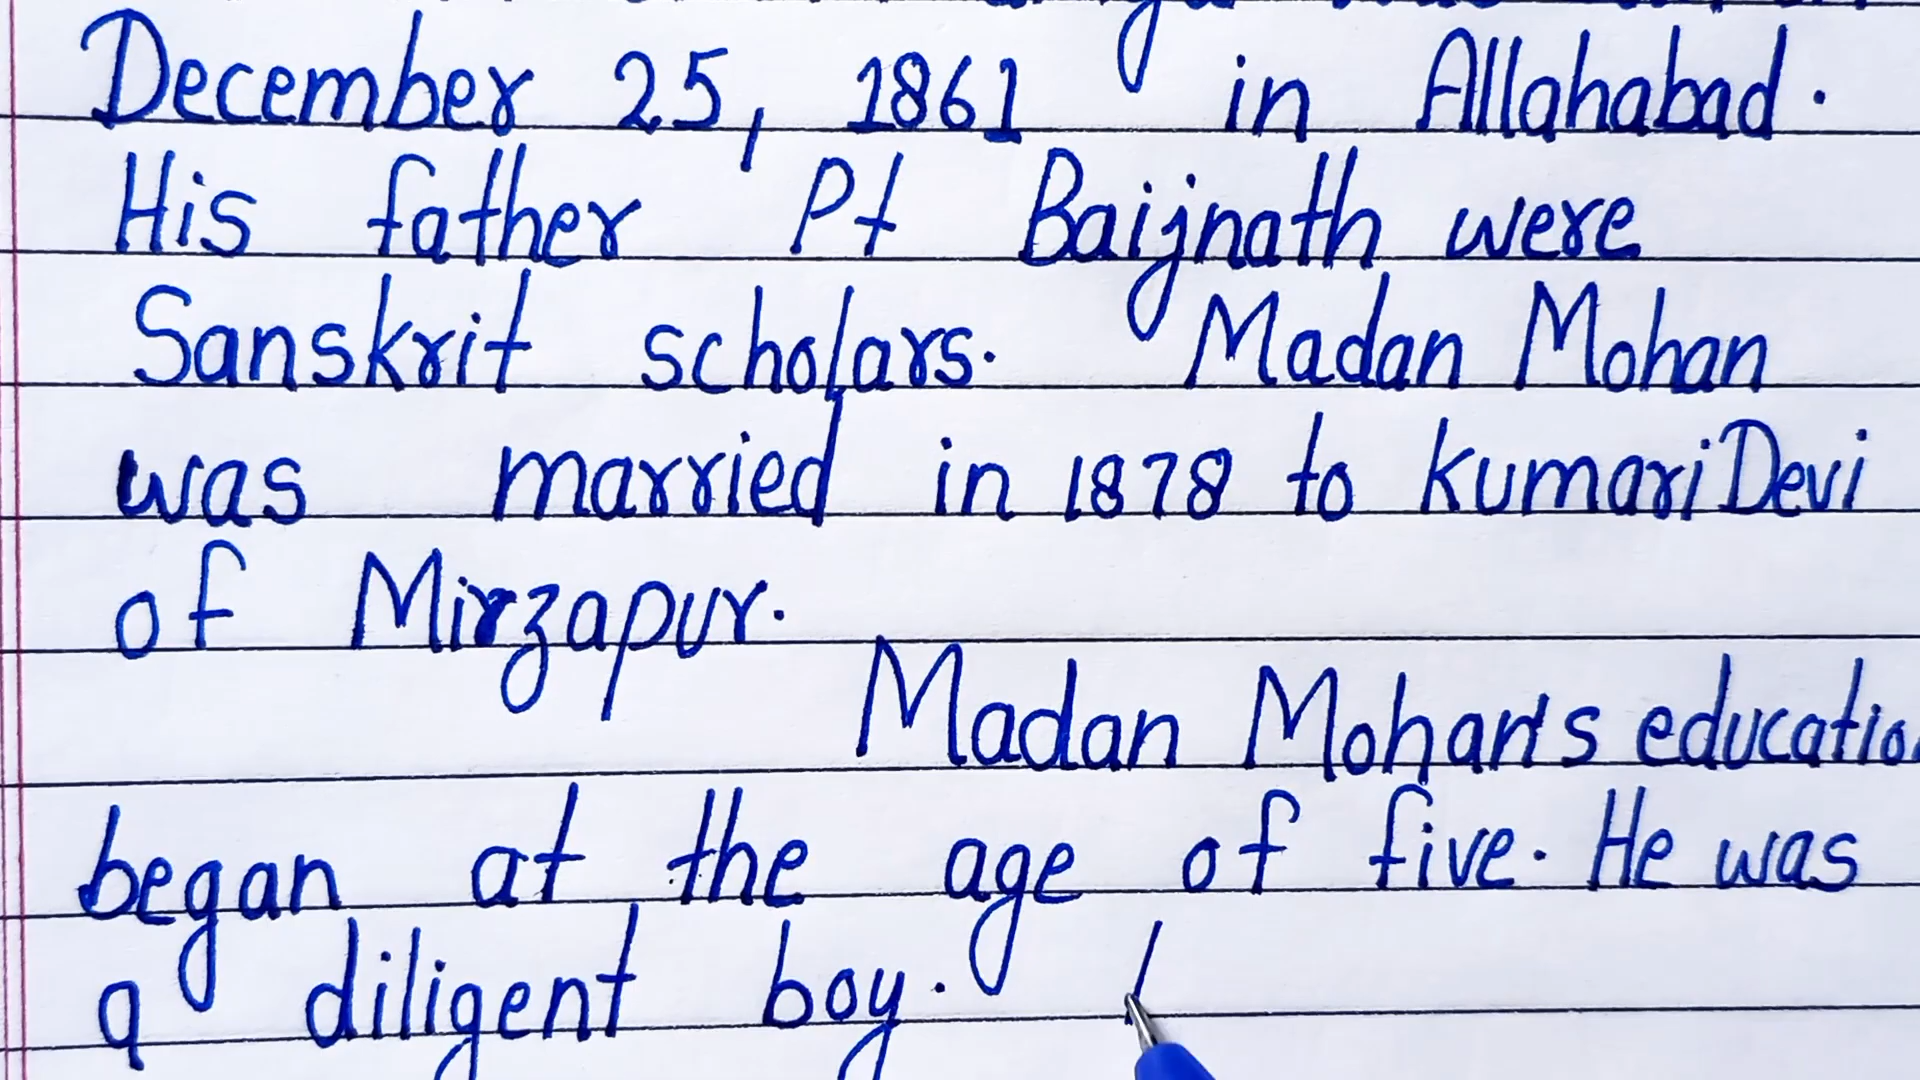 December 25, 1861 in Allahabad.
His father Pt Baijnath were
Sanskrit scholars. Madan Mohan
was married in 1878 to Kumari Devi
of Mirzapur.
Madan Mohan's educatio
began at the age of five. He was
a diligent boy.